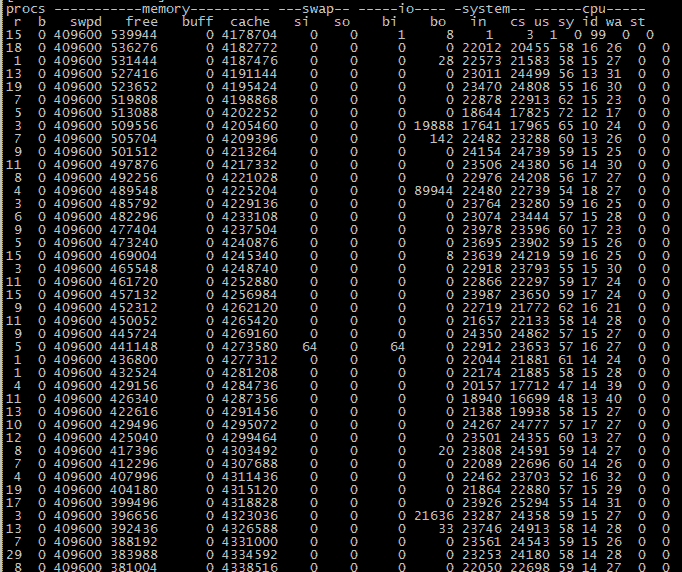 procs -----------memory---------- ---swap-- -----io---- -system-- -----cpu-----
r b swpd free buff cache si so bi bo in cs us sy id wa st
15 0 409600 539944 0 4178704 0 0 1 8 1 3 1 0 99 0 0
18 0 409600 536276 0 4182772 0 0 0 0 22012 20455 58 16 26 0 0
1 0 409600 531444 0 4187476 0 0 0 28 22573 21583 58 15 27 0 0
13 0 409600 527416 0 4191144 0 0 0 0 23011 24499 56 13 31 0 0
19 0 409600 523652 0 4195424 0 0 0 0 23470 24808 55 16 30 0 0
7 0 409600 519808 0 4198868 0 0 0 0 22878 22913 62 15 23 0 0
5 0 409600 513088 0 4202252 0 0 0 0 18644 17825 72 12 17 0 0
3 0 409600 509556 0 4205460 0 0 0 19888 17641 17965 65 10 24 0 0
7 0 409600 505704 0 4209396 0 0 0 142 22482 23288 60 13 26 0 0
9 0 409600 501512 0 4213264 0 0 0 0 24154 24739 59 15 25 0 0
11 0 409600 497876 0 4217332 0 0 0 0 23506 24380 56 14 30 0 0
8 0 409600 492256 0 4221028 0 0 0 0 22976 24208 56 17 27 0 0
4 0 409600 489548 0 4225204 0 0 0 89944 22480 22739 54 18 27 0 0
3 0 409600 485792 0 4229136 0 0 0 0 23764 23280 59 16 25 0 0
6 0 409600 482296 0 4233108 0 0 0 0 23074 23444 57 15 28 0 0
9 0 409600 477404 0 4237504 0 0 0 0 23978 23596 60 17 23 0 0
5 0 409600 473240 0 4240876 0 0 0 0 23695 23902 59 15 26 0 0
15 0 409600 469004 0 4245340 0 0 0 8 23639 24219 59 16 25 0 0
3 0 409600 465548 0 4248740 0 0 0 0 22918 23793 55 15 30 0 0
11 0 409600 461720 0 4252880 0 0 0 0 22866 22297 59 17 24 0 0
15 0 409600 457132 0 4256984 0 0 0 0 23987 23650 59 17 24 0 0
9 0 409600 452312 0 4262120 0 0 0 0 22719 21772 62 16 21 0 0
11 0 409600 450052 0 4265420 0 0 0 0 21657 22133 58 14 28 0 0
9 0 409600 445724 0 4269160 0 0 0 0 24350 24862 57 15 27 0 0
5 0 409600 441148 0 4273580 64 0 64 0 22912 23653 57 16 27 0 0
1 0 409600 436800 0 4277312 0 0 0 0 22044 21881 61 14 24 0 0
1 0 409600 432524 0 4281208 0 0 0 0 22174 21885 58 15 28 0 0
4 0 409600 429156 0 4284736 0 0 0 0 20157 17712 47 14 39 0 0
11 0 409600 426340 0 4287356 0 0 0 0 18940 16699 48 13 40 0 0
13 0 409600 422616 0 4291456 0 0 0 0 21388 19938 58 15 27 0 0
10 0 409600 429496 0 4295072 0 0 0 0 24267 24777 57 17 27 0 0
12 0 409600 425040 0 4299464 0 0 0 0 23501 24355 60 13 27 0 0
8 0 409600 417396 0 4303492 0 0 0 20 23808 24591 59 14 27 0 0
7 0 409600 412296 0 4307688 0 0 0 0 22089 22696 60 14 26 0 0
4 0 409600 407996 0 4311436 0 0 0 0 22462 23703 52 16 32 0 0
19 0 409600 404180 0 4315120 0 0 0 0 21864 22880 57 15 29 0 0
17 0 409600 399496 0 4318828 0 0 0 0 23926 25294 55 14 31 0 0
3 0 409600 396656 0 4323036 0 0 0 21636 23287 24358 59 15 27 0 0
13 0 409600 392436 0 4326588 0 0 0 33 23746 24913 58 14 28 0 0
7 0 409600 388192 0 4331000 0 0 0 0 23561 24543 59 15 26 0 0
29 0 409600 383988 0 4334592 0 0 0 0 23253 24180 58 14 28 0 0
8 0 409600 381004 0 4338516 0 0 0 0 22050 22698 59 14 28 0 0